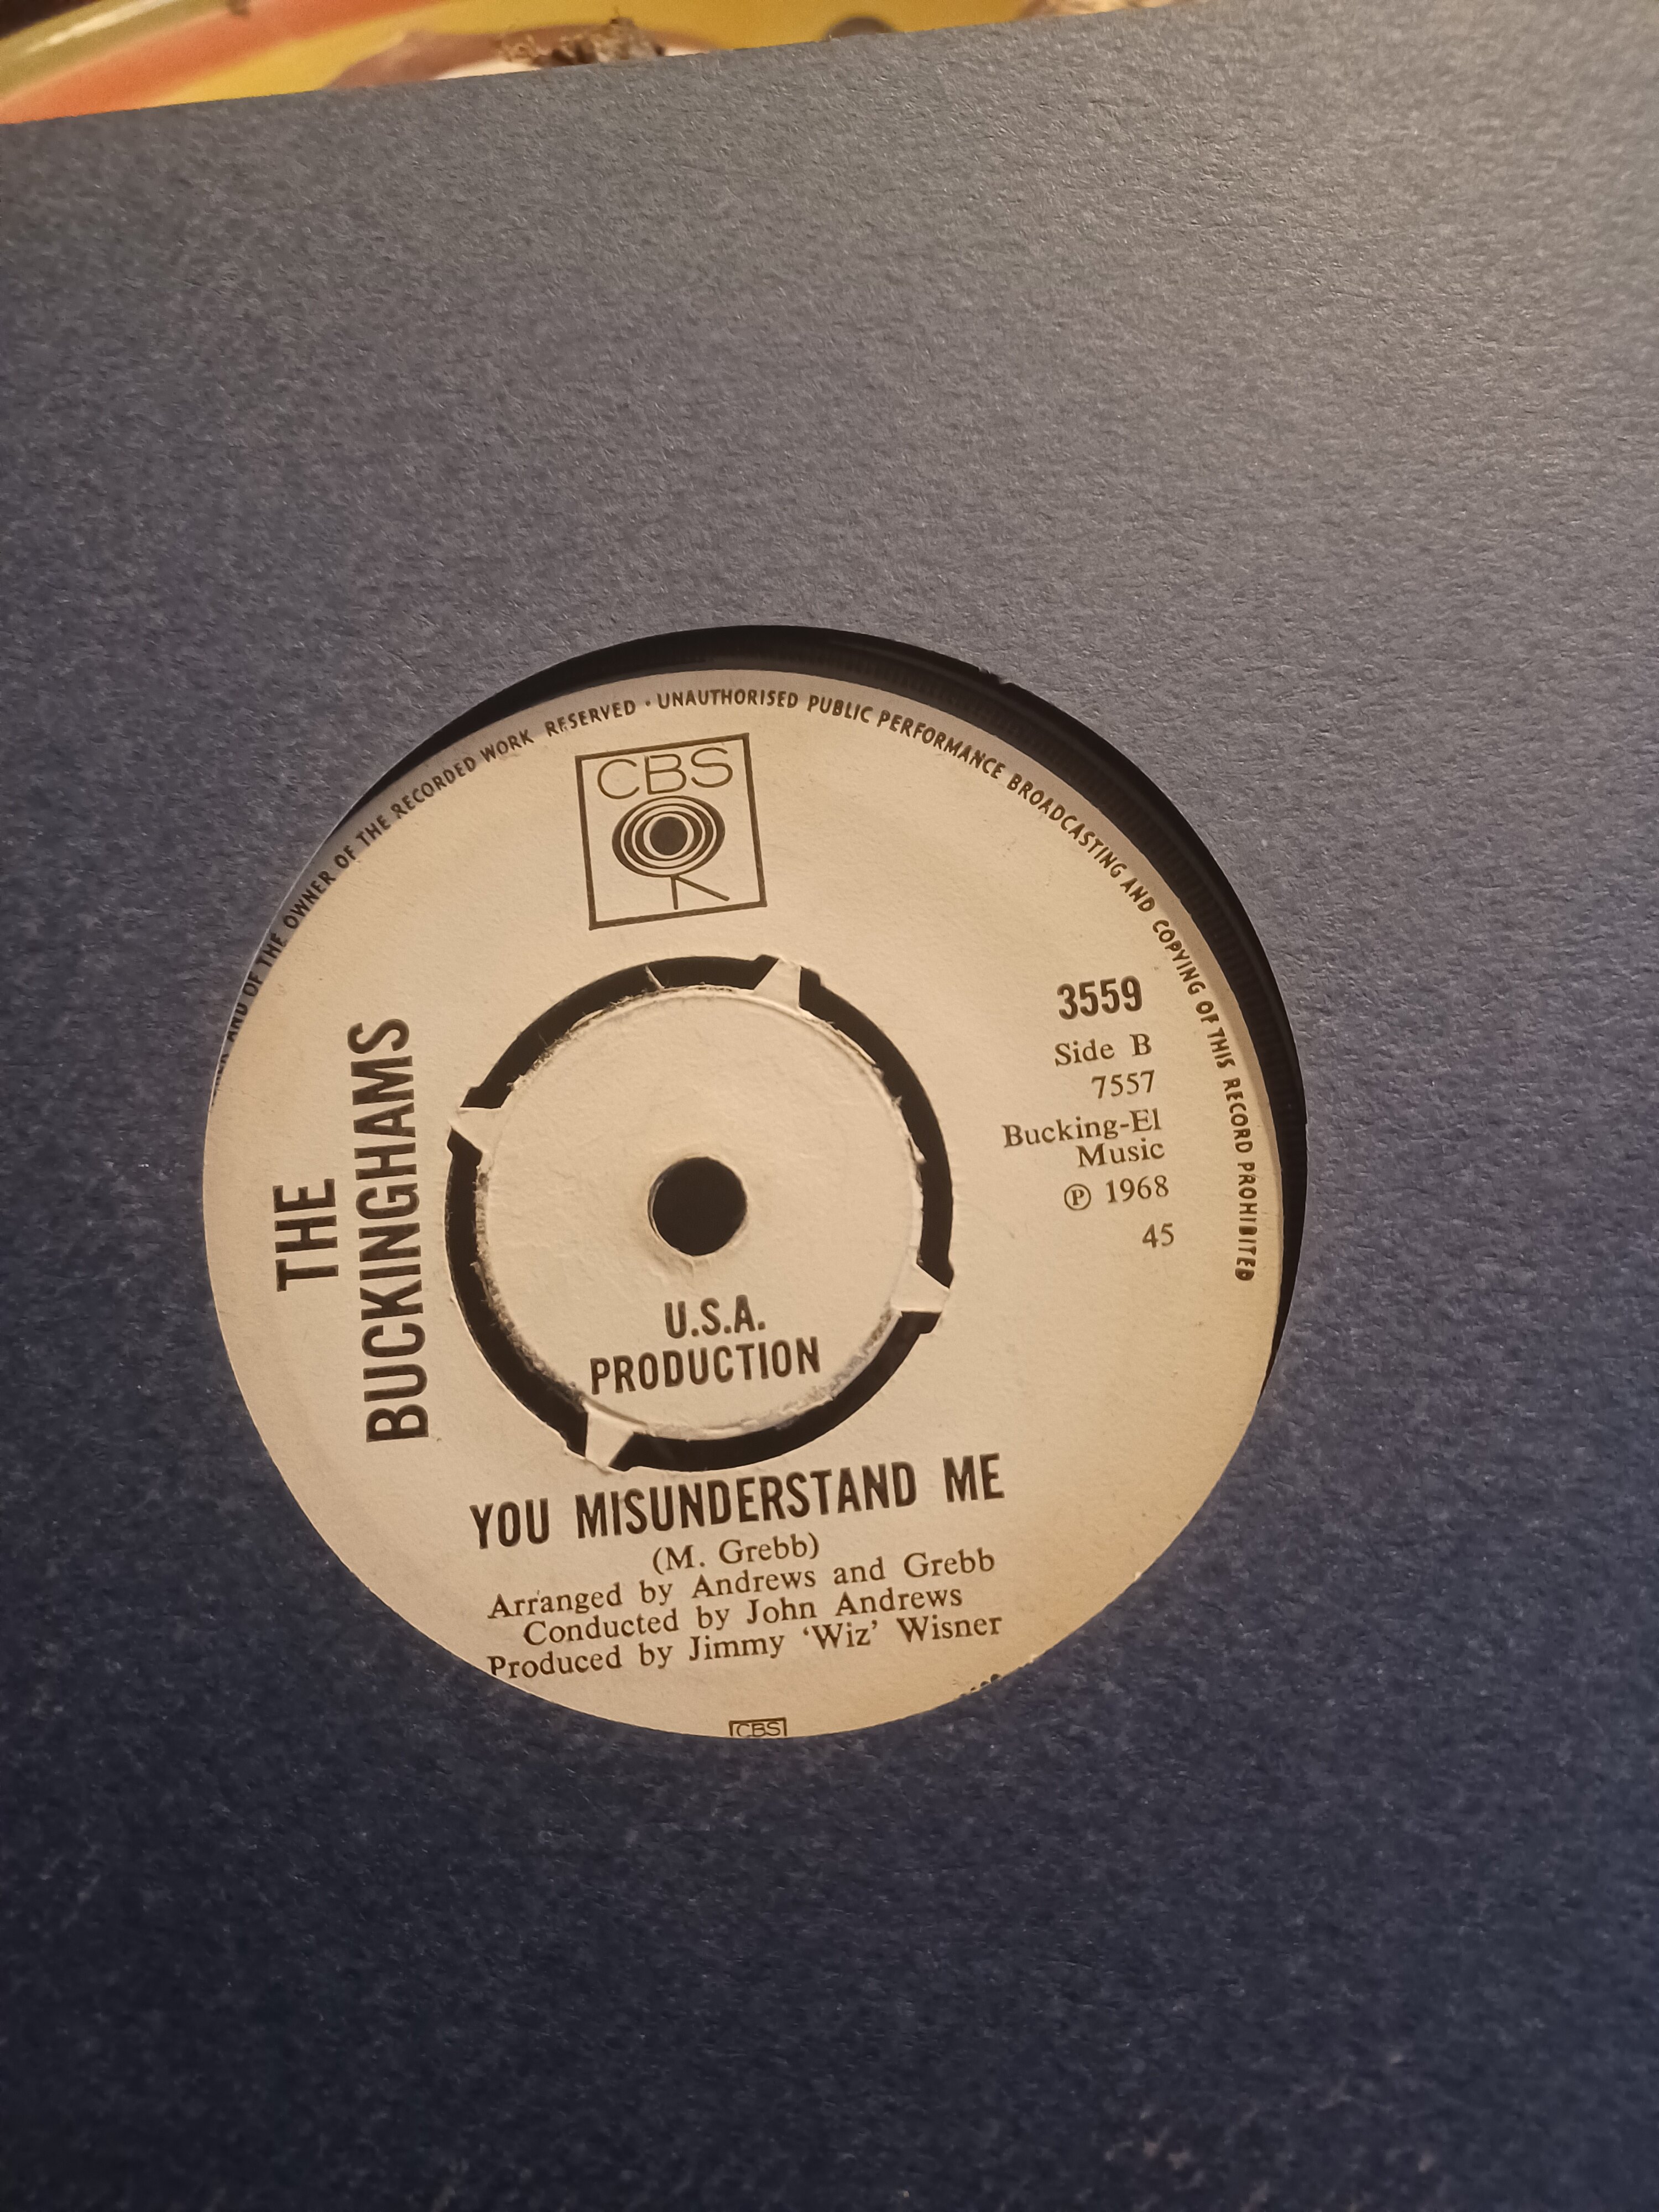 AND OF THE OWNER OF THE RECORDED WORK RESERVED · UNAUTHORISED PUBLIC PERFORMANCE BROADCASTING AND COPYING OF THIS RECORD PROHIBITED
CBS
3559
Side B
7557
Bucking-El
Music
℗ 1968
45
THE
BUCKINGHAMS
U.S.A.
PRODUCTION
YOU MISUNDERSTAND ME
(M. Grebb)
Arranged by Andrews and Grebb
Conducted by John Andrews
Produced by Jimmy ‘Wiz’ Wisner
CBS